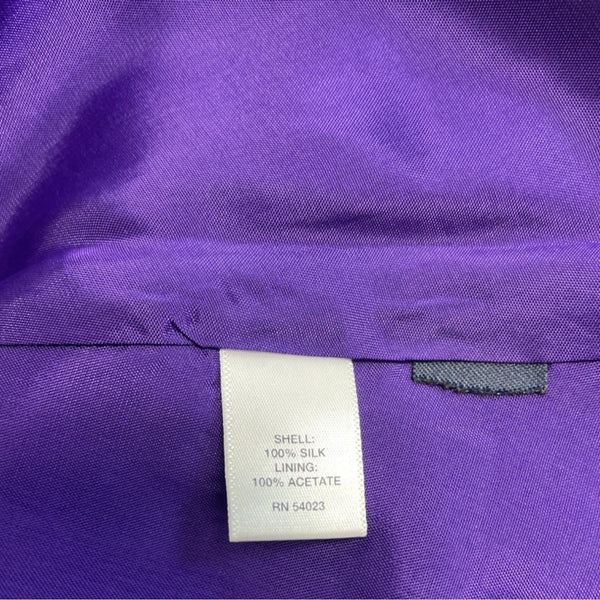 SHELL:
100% SILK
LINING:
100% ACETATE
RN 54023